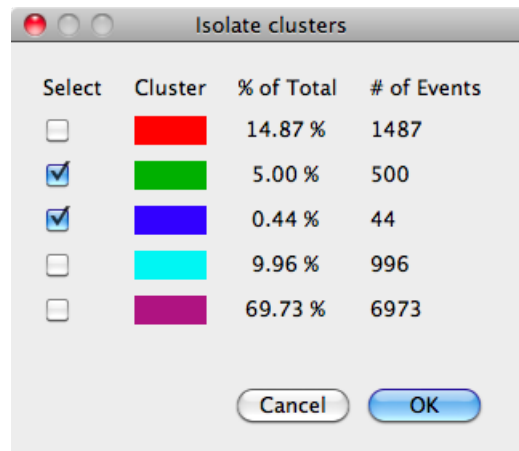 Isolate clusters
Select Cluster % of Total # of Events
14.87 % 1487
5.00 % 500
0.44 % 44
9.96 % 996
69.73 % 6973
Cancel OK